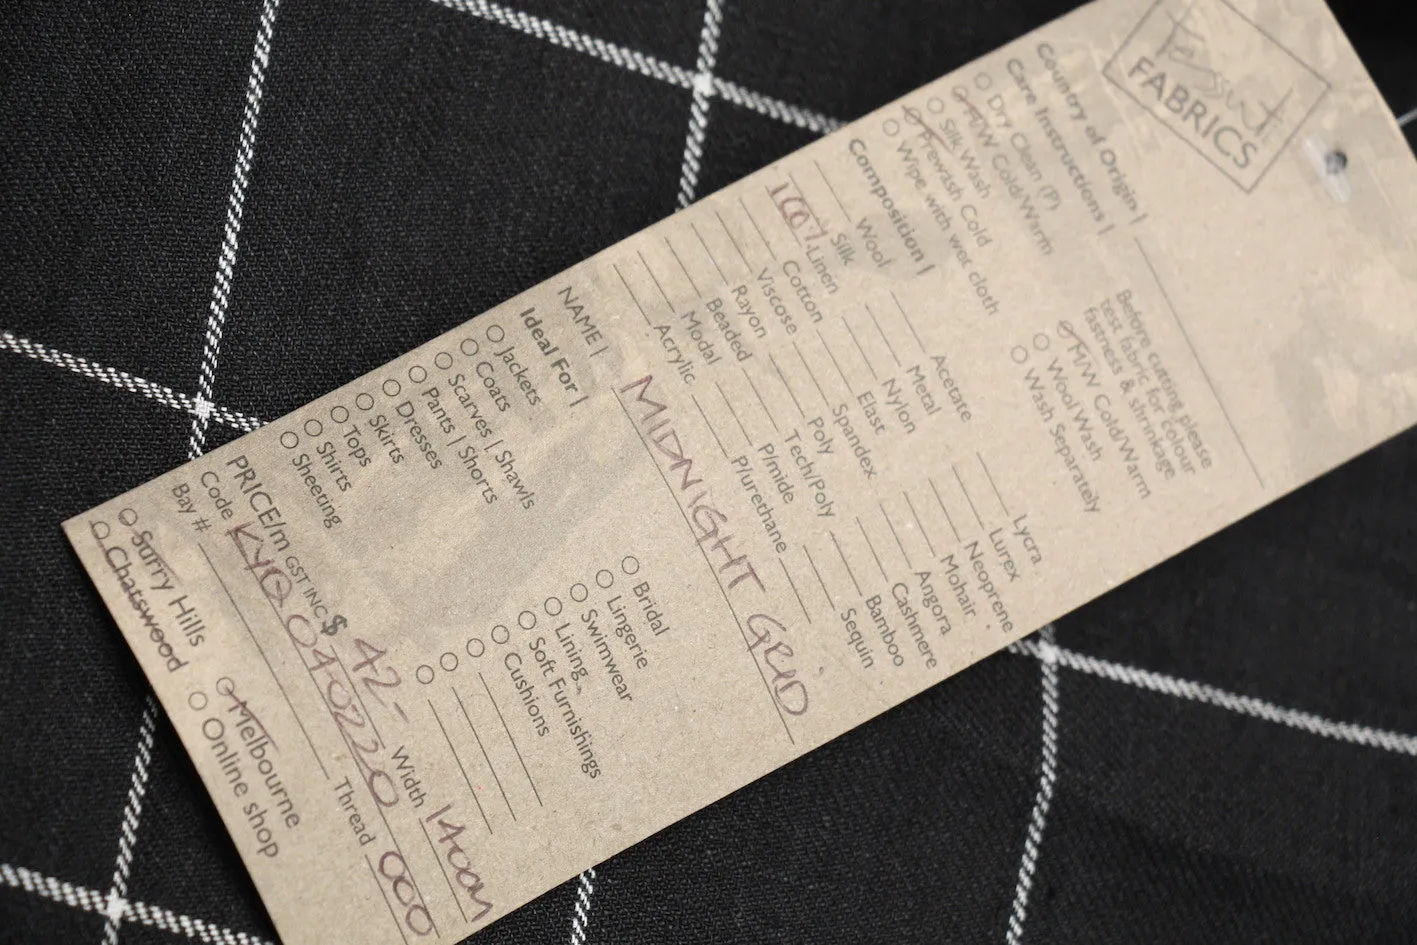 Tessuti
FABRICS
Country of Origin |
Care Instructions |
Dry Clean (P)
M/W Cold/Warm
Silk Wash
Prewash Cold
Wipe with wet cloth
Before cutting please
test fabric for colour
fastness & shrinkage
M/W Cold/Warm
Wool Wash
Wash Separately
Composition |
Wool
Silk
100% Linen
Cotton
Viscose
Rayon
Beaded
Modal
Acrylic
Acetate
Metal
Nylon
Elast
Spandex
Poly
Tech/Poly
P/mide
P/urethane
Lycra
Lurex
Neoprene
Mohair
Angora
Cashmere
Bamboo
Sequin
NAME | MIDNIGHT GRID
Ideal For |
Jackets
Coats
Scarves | Shawls
Pants | Shorts
Dresses
Skirts
Tops
Shirts
Sheeting
Bridal
Lingerie
Swimwear
Lining
Soft Furnishings
Cushions
PRICE/m GST INC $ 42- Width 140cm
Code KYO 040220 Thread 000
Bay #
Surry Hills
Chatswood
Melbourne
Online shop